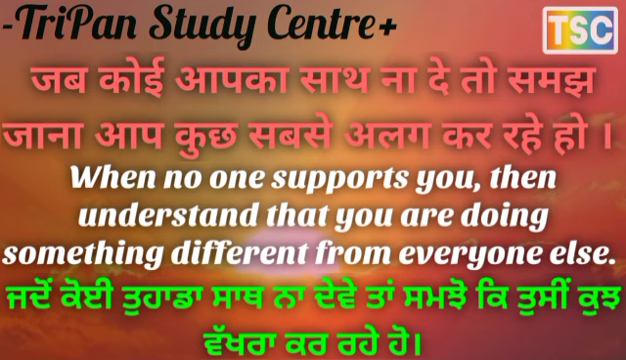 -TriPan Study Centre+
TSC
जब कोई आपका साथ ना दे तो समझ
जाना आप कुछ सबसे अलग कर रहे हो ।
When no one supports you, then
understand that you are doing
something different from everyone else.
ਜਦੋਂ ਕੋਈ ਤੁਹਾਡਾ ਸਾਥ ਨਾ ਦੇਵੇ ਤਾਂ ਸਮਝੋ ਕਿ ਤੁਸੀਂ ਕੁਝ
ਵੱਖਰਾ ਕਰ ਰਹੇ ਹੋ।